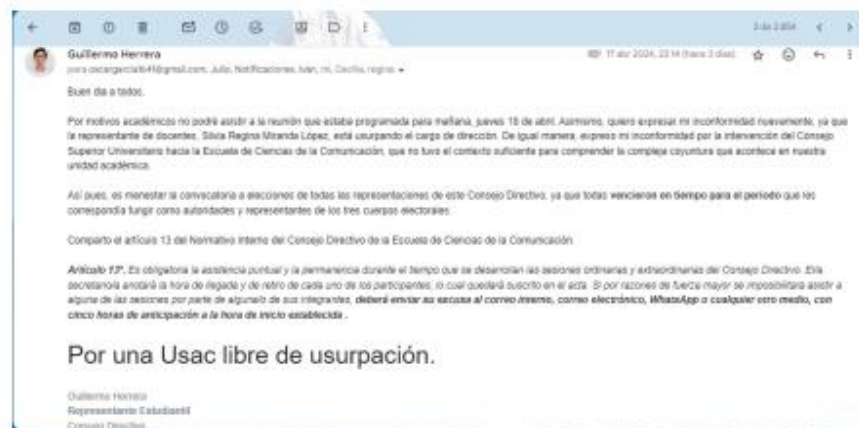 3 de 2,854
Guillermo Herrera
17 abr 2024, 22:14 (hace 3 días)
para oscargarcia1641@gmail.com, Julio, Notificaciones, Ivan, mi, Cecilia, regina
Buen día a todos.
Por motivos académicos no podré asistir a la reunión que estaba programada para mañana, jueves 18 de abril. Asimismo, quiero expresar mi inconformidad nuevamente, ya que
la representante de docentes, Silvia Regina Miranda López, está usurpando el cargo de dirección. De igual manera, expreso mi inconformidad por la intervención del Consejo
Superior Universitario hacia la Escuela de Ciencias de la Comunicación, que no tuvo el contexto suficiente para comprender la compleja coyuntura que acontece en nuestra
unidad académica.
Así pues, es menester la convocatoria a elecciones de todas las representaciones de este Consejo Directivo, ya que todas vencieron en tiempo para el periodo que les
correspondía fungir como autoridades y representantes de los tres cuerpos electorales.
Comparto el artículo 13 del Normativo Interno del Consejo Directivo de la Escuela de Ciencias de la Comunicación.
Artículo 13°. Es obligatoria la asistencia puntual y la permanencia durante el tiempo que se desarrollan las sesiones ordinarias y extraordinarias del Consejo Directivo. El/la
secretario/a anotará la hora de llegada y de retiro de cada uno de los participantes, lo cual quedará suscrito en el acta. Si por razones de fuerza mayor se imposibilitara asistir a
alguna de las sesiones por parte de alguno/a de sus integrantes, deberá enviar su excusa al correo interno, correo electrónico, WhatsApp o cualquier otro medio, con
cinco horas de anticipación a la hora de inicio establecida .
Por una Usac libre de usurpación.
Guillermo Herrera
Representante Estudiantil
Consejo Directivo